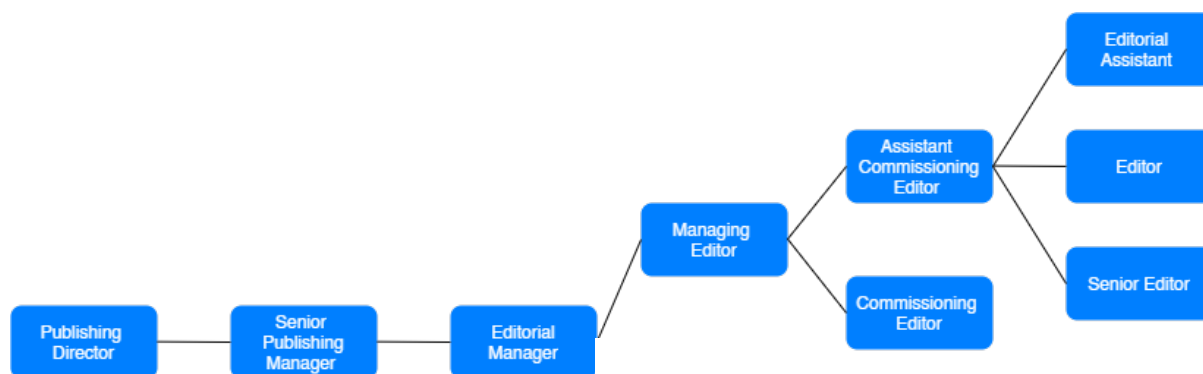 Editorial
Assistant
Assistant
Commissioning
Editor
Editor
Managing
Editor
Senior Editor
Commissioning
Editor
Publishing
Director
Senior
Publishing
Manager
Editorial
Manager